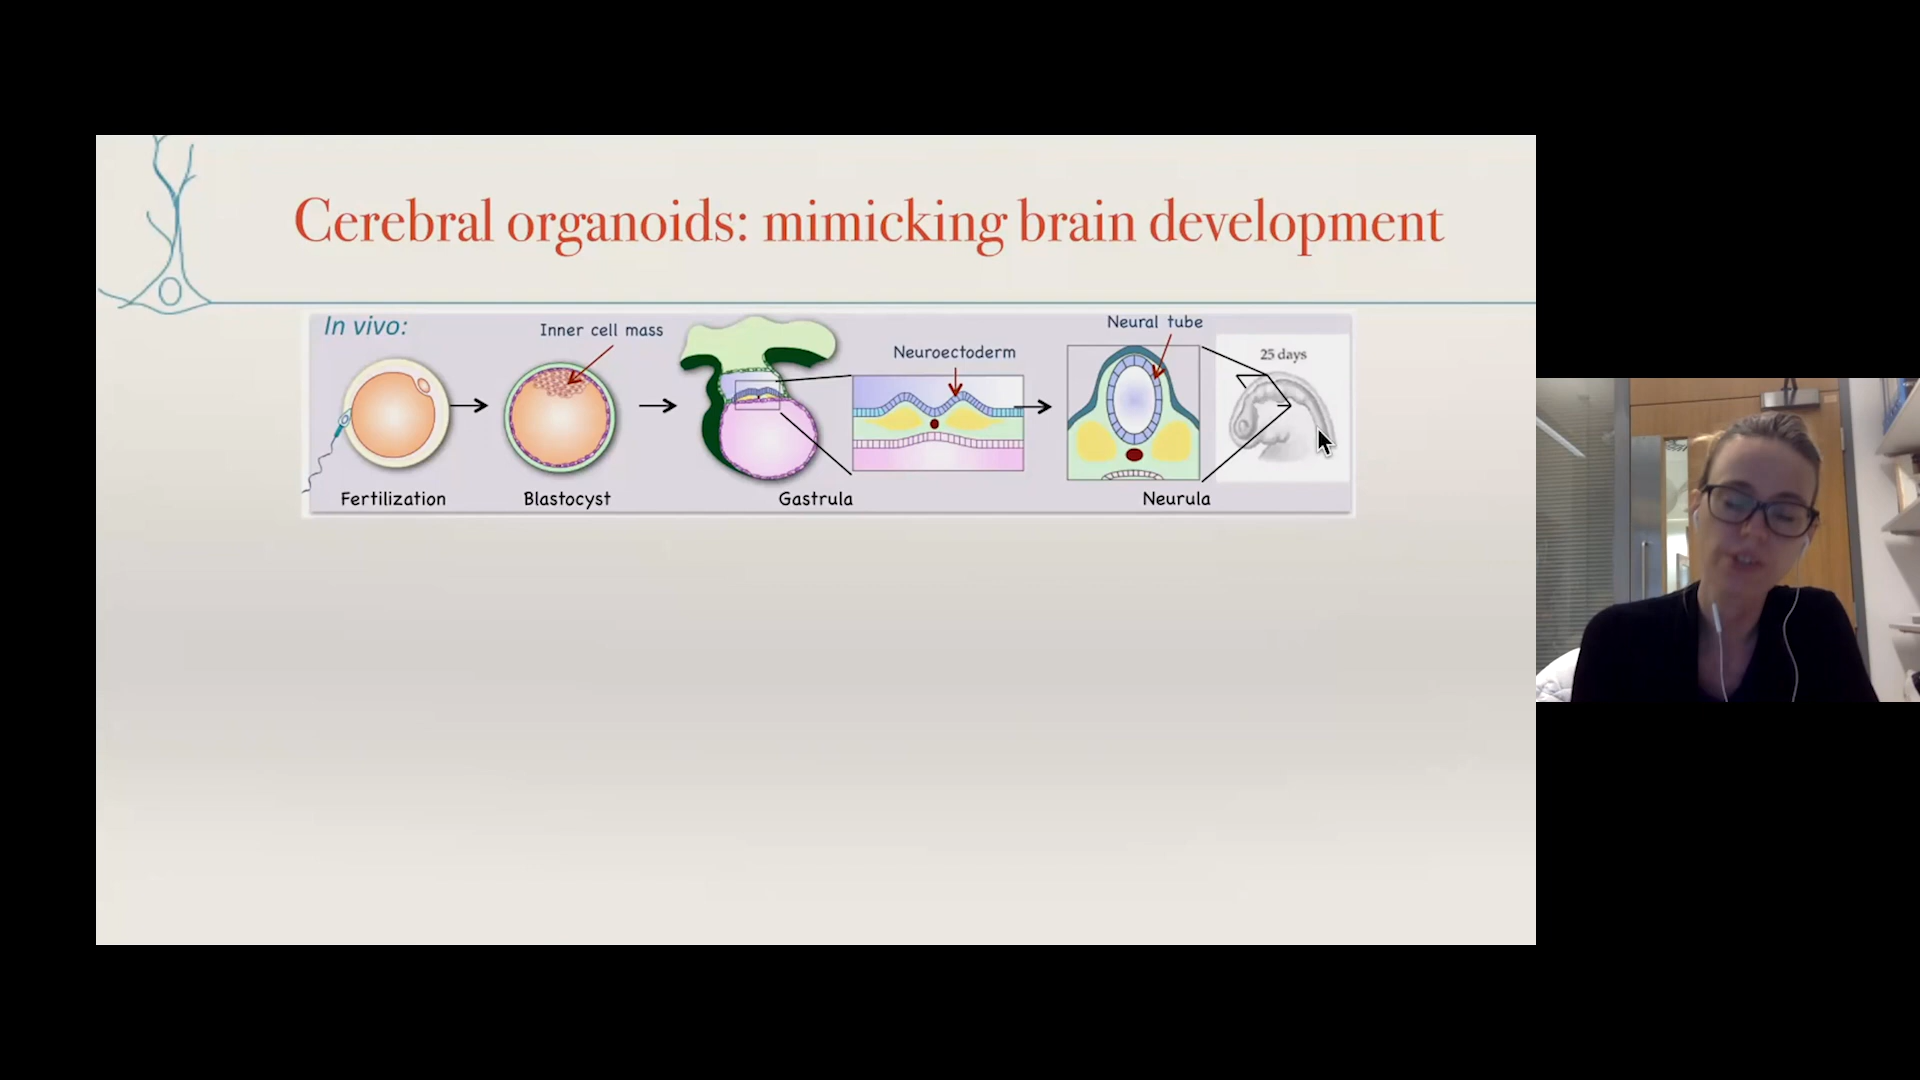 Cerebral organoids: mimicking brain development
In vivo:
Inner cell mass
Neuroectoderm
Neural tube
25 days
Fertilization
Blastocyst
Gastrula
Neurula